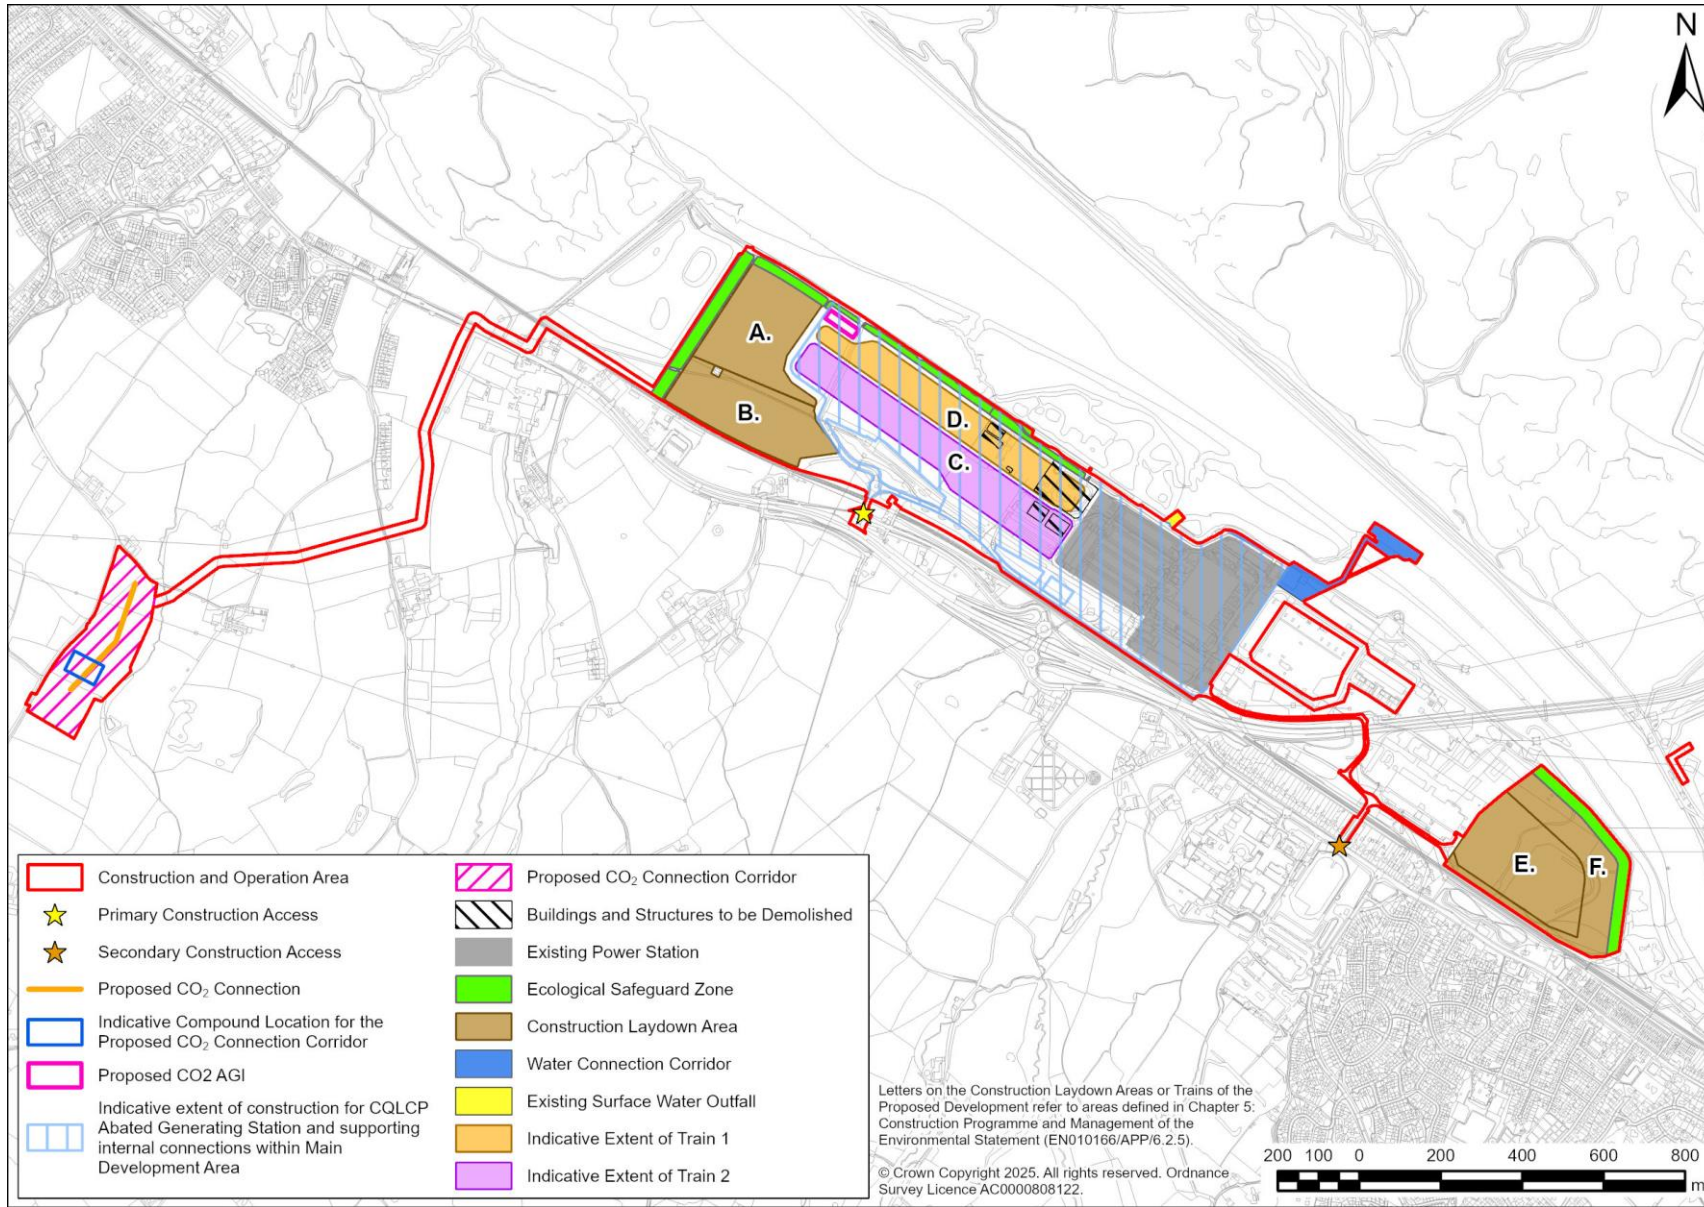 N
A.
B.
D.
C.
E.
F.
Construction and Operation Area
Primary Construction Access
Secondary Construction Access
Proposed CO₂ Connection
Indicative Compound Location for the
Proposed CO₂ Connection Corridor
Proposed CO2 AGI
Indicative extent of construction for CQLCP
Abated Generating Station and supporting
internal connections within Main
Development Area
Proposed CO₂ Connection Corridor
Buildings and Structures to be Demolished
Existing Power Station
Ecological Safeguard Zone
Construction Laydown Area
Water Connection Corridor
Existing Surface Water Outfall
Indicative Extent of Train 1
Indicative Extent of Train 2
Letters on the Construction Laydown Areas or Trains of the
Proposed Development refer to areas defined in Chapter 5:
Construction Programme and Management of the
Environmental Statement (EN010166/APP/6.2.5).
© Crown Copyright 2025. All rights reserved. Ordnance
Survey Licence AC0000808122.
200 100 0 200 400 600 800
m